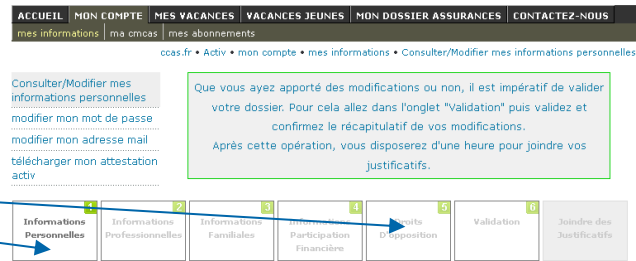 ACCUEIL MON COMPTE MES VACANCES VACANCES JEUNES MON DOSSIER ASSURANCES CONTACTEZ-NOUS
mes informations ma cmcas mes abonnements
ccas.fr • Activ • mon compte • mes informations • Consulter/Modifier mes informations personnelles
Consulter/Modifier mes
informations personnelles
modifier mon mot de passe
modifier mon adresse mail
télécharger mon attestation
activ
Que vous ayez apporté des modifications ou non, il est impératif de valider
votre dossier. Pour cela allez dans l'onglet "Validation" puis validez et
confirmez le récapitulatif de vos modifications.
Après cette opération, vous disposerez d'une heure pour joindre vos
justificatifs.
1
Informations
Personnelles
2
Informations
Professionnelles
3
Informations
Familiales
4
Informations
Participation
Financière
5
Droits
D'opposition
6
Validation
Joindre des
Justificatifs